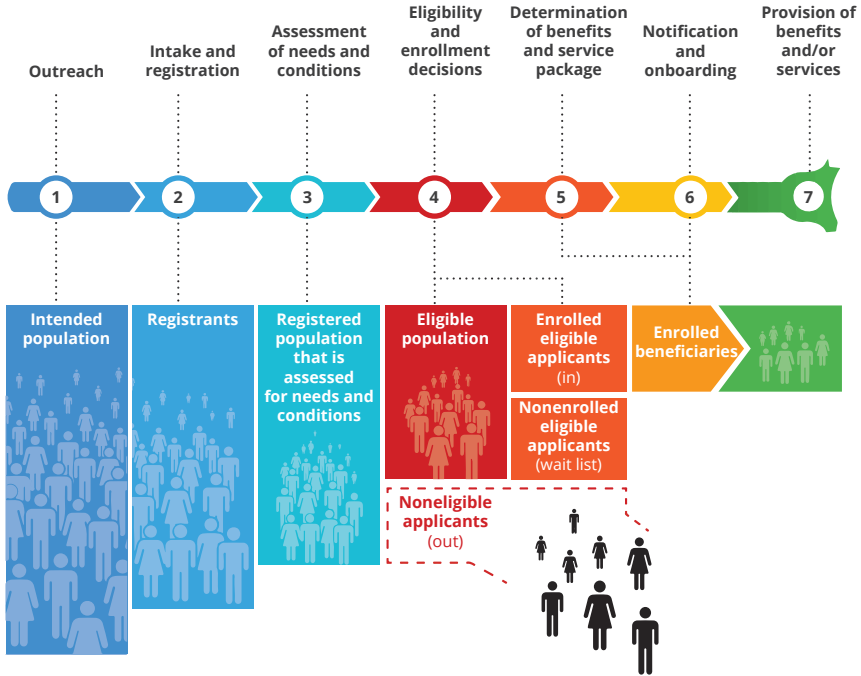 Outreach
Intake and
registration
Assessment
of needs and
conditions
Eligibility
and
enrollment
decisions
Determination
of benefits
and service
package
Notification
and
onboarding
Provision of
benefits
and/or
services
1
2
3
4
5
6
7
Intended
population
Registrants
Registered
population
that is
assessed
for needs and
conditions
Eligible
population
Enrolled
eligible
applicants
(in)
Nonenrolled
eligible
applicants
(wait list)
Enrolled
beneficiaries
Noneligible
applicants
(out)